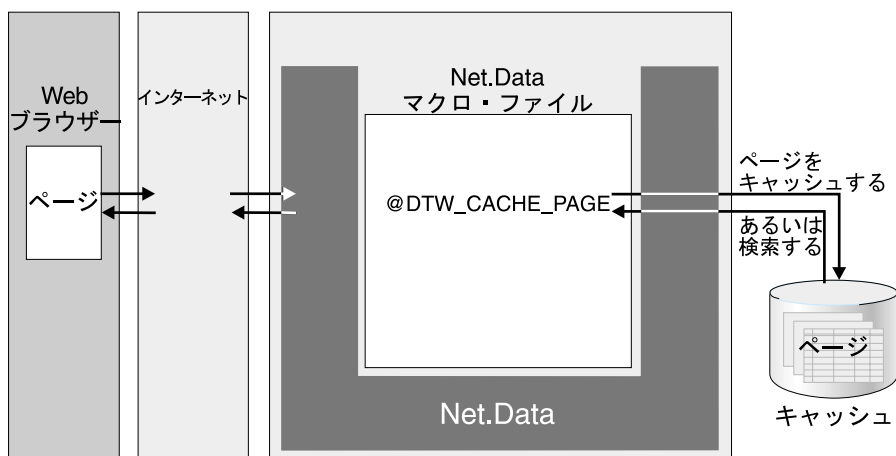 Web
ブラウザー
ページ
インターネット
Net.Data
マクロ・ファイル
@DTW_CACHE_PAGE
Net.Data
ページを
キャッシュする
あるいは
検索する
ページ
キャッシュ